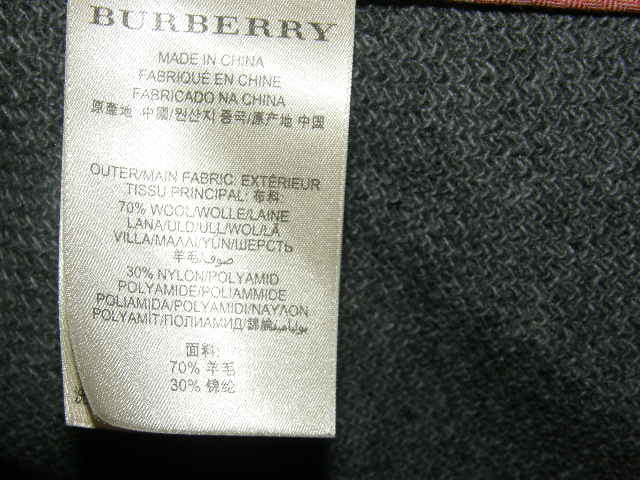 BURBERRY
MADE IN CHINA
FABRIQUÉ EN CHINE
FABRICADO NA CHINA
原產地 中國/원산지 중국/原产地 中国
OUTER/MAIN FABRIC. EXTÉRIEUR
TISSU PRINCIPAL: 布料:
70% WOOL/WOLLE/LAINE
LANA/ULD/ULL/WOL/LÃ
VILLA/ΜΑΛΛΙ/YÜN/ШЕРСТЬ
羊毛/صوف
30% NYLON/POLYAMID
POLYAMIDE/POLIAMMIDE
POLIAMIDA/POLYAMIDI/ΝΑΥΛΟΝ
POLYAMİT/ПОЛИАМИД/錦綸/
面料:
70% 羊毛
30% 锦纶
洗